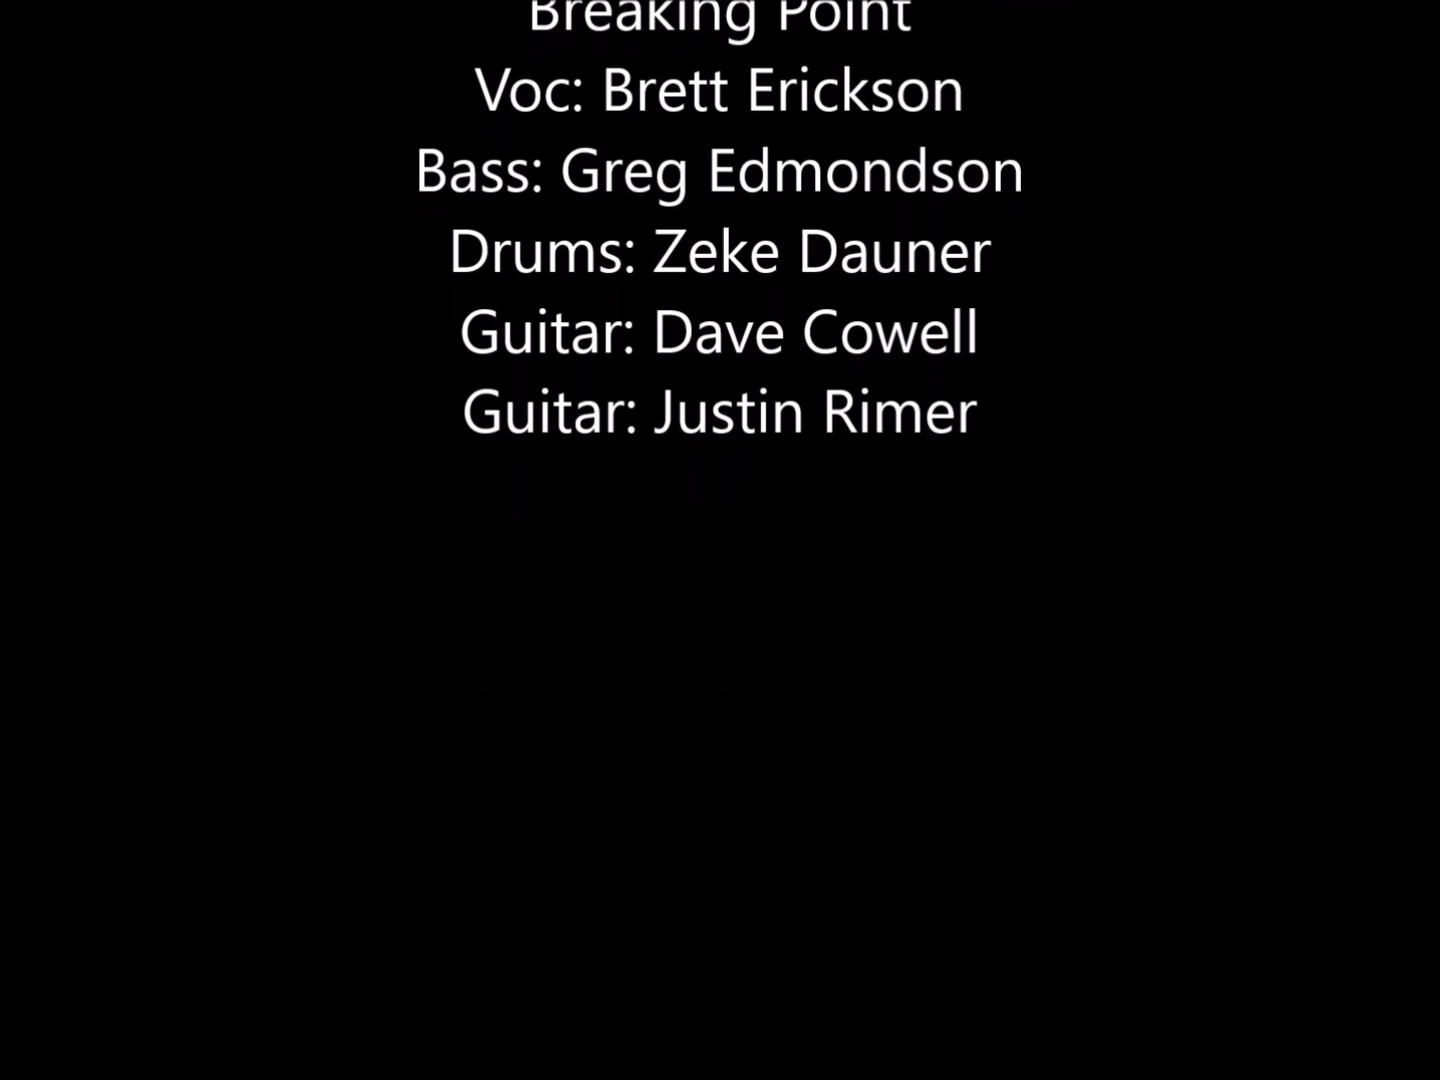 Breaking Point
Voc: Brett Erickson
Bass: Greg Edmondson
Drums: Zeke Dauner
Guitar: Dave Cowell
Guitar: Justin Rimer